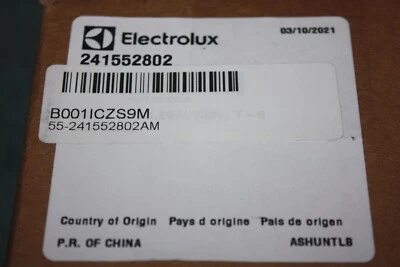 Electrolux
03/10/2021
241552802
B001ICZS9M
55-241552802AM
Country of Origin Pays d origine Pais de origen
P.R. OF CHINA
ASHUNTLB